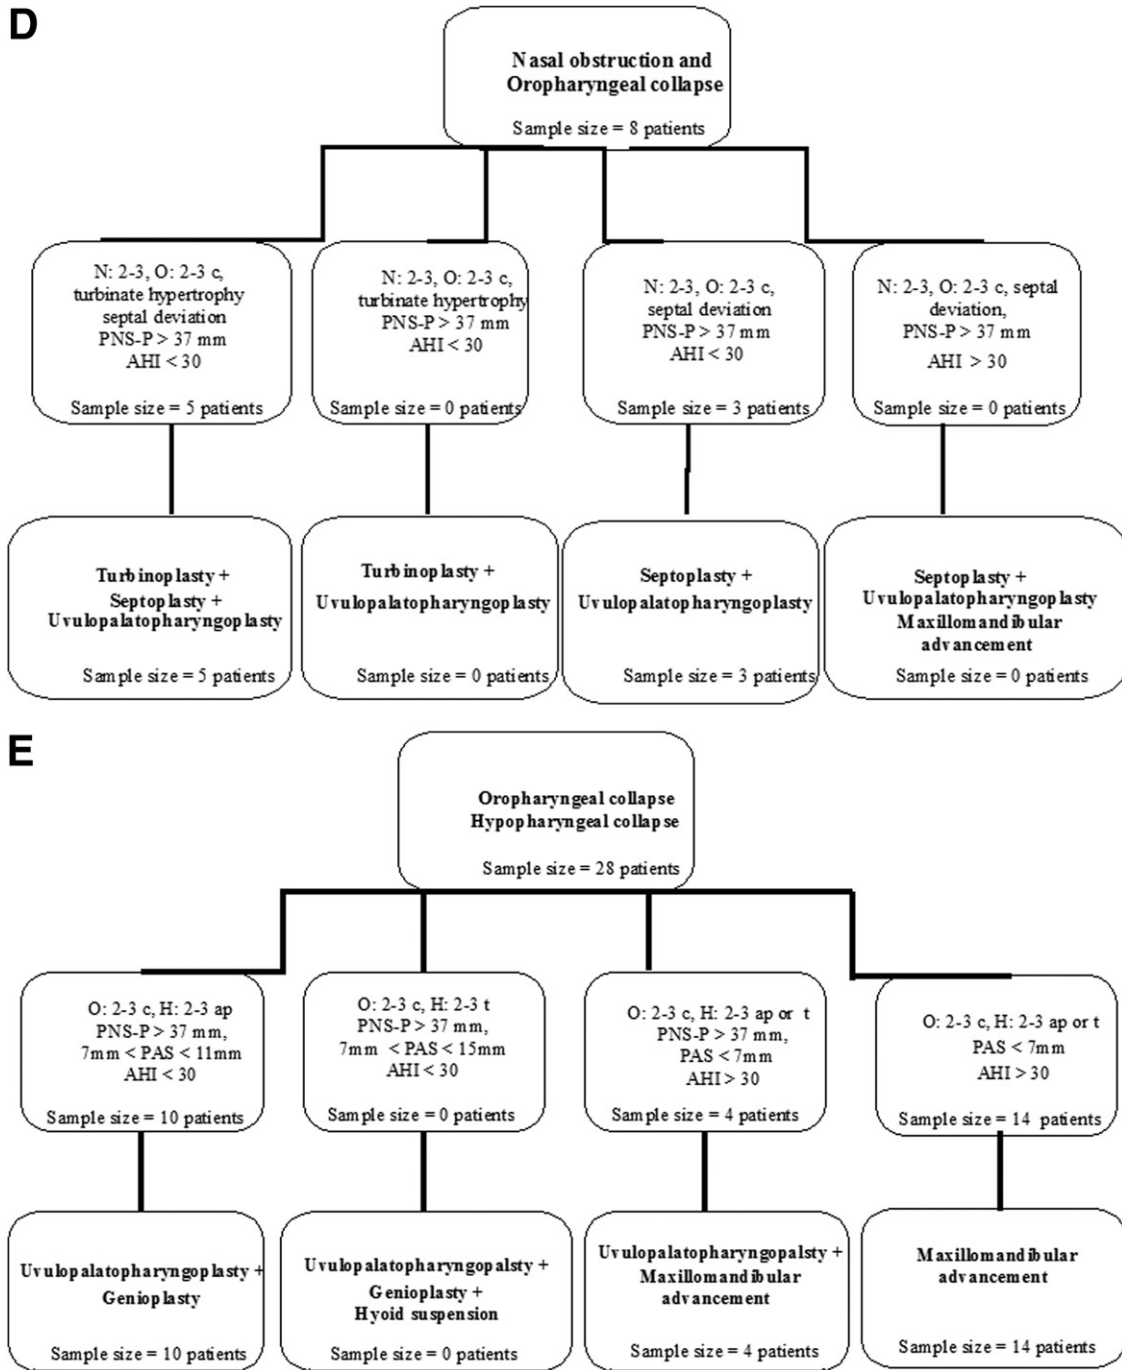 D
Nasal obstruction and
Oropharyngeal collapse
Sample size = 8 patients
N: 2-3, O: 2-3 c,
turbinate hypertrophy
septal deviation
PNS-P > 37 mm
AHI < 30
Sample size = 5 patients
N: 2-3, O: 2-3 c,
turbinate hypertrophy
PNS-P > 37 mm
AHI < 30
Sample size = 0 patients
N: 2-3, O: 2-3 c,
septal deviation
PNS-P > 37 mm
AHI < 30
Sample size = 3 patients
N: 2-3, O: 2-3 c, septal
deviation,
PNS-P > 37 mm
AHI > 30
Sample size = 0 patients
Turbinoplasty +
Septoplasty +
Uvulopalatopharyngoplasty
Sample size = 5 patients
Turbinoplasty +
Uvulopalatopharyngoplasty
Sample size = 0 patients
Septoplasty +
Uvulopalatopharyngoplasty
Sample size = 3 patients
Septoplasty +
Uvulopalatopharyngoplasty
Maxillomandibular
advancement
Sample size = 0 patients
E
Oropharyngeal collapse
Hypopharyngeal collapse
Sample size = 28 patients
O: 2-3 c, H: 2-3 ap
PNS-P > 37 mm,
7mm < PAS < 11mm
AHI < 30
Sample size = 10 patients
O: 2-3 c, H: 2-3 t
PNS-P > 37 mm,
7mm < PAS < 15mm
AHI < 30
Sample size = 0 patients
O: 2-3 c, H: 2-3 ap or t
PNS-P > 37 mm,
PAS < 7mm
AHI > 30
Sample size = 4 patients
O: 2-3 c, H: 2-3 ap or t
PAS < 7mm
AHI > 30
Sample size = 14 patients
Uvulopalatopharyngoplasty +
Genioplasty
Sample size = 10 patients
Uvulopalatopharyngopalsty +
Genioplasty +
Hyoid suspension
Sample size = 0 patients
Uvulopalatopharyngopalsty +
Maxillomandibular
advancement
Sample size = 4 patients
Maxillomandibular
advancement
Sample size = 14 patients